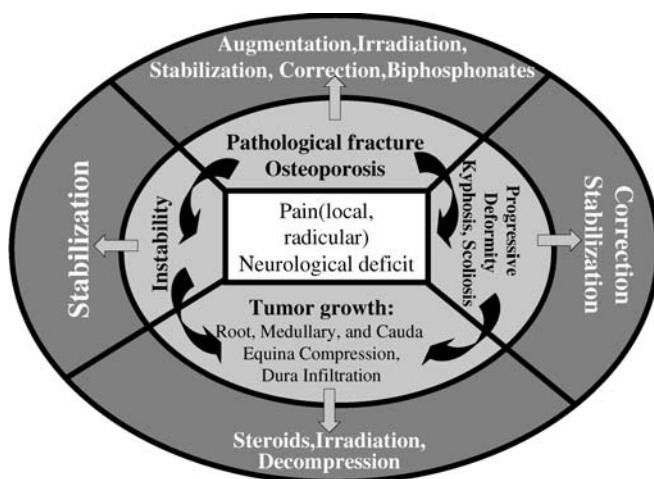 Augmentation,Irradiation,
Stabilization, Correction,Biphosphonates
Pathological fracture
Osteoporosis
Stabilization
Instability
Pain(local,
radicular)
Neurological deficit
Progressive
Deformity
Kyphosis, Scoliosis
Correction
Stabilization
Tumor growth:
Root, Medullary, and Cauda
Equina Compression,
Dura Infiltration
Steroids,Irradiation,
Decompression